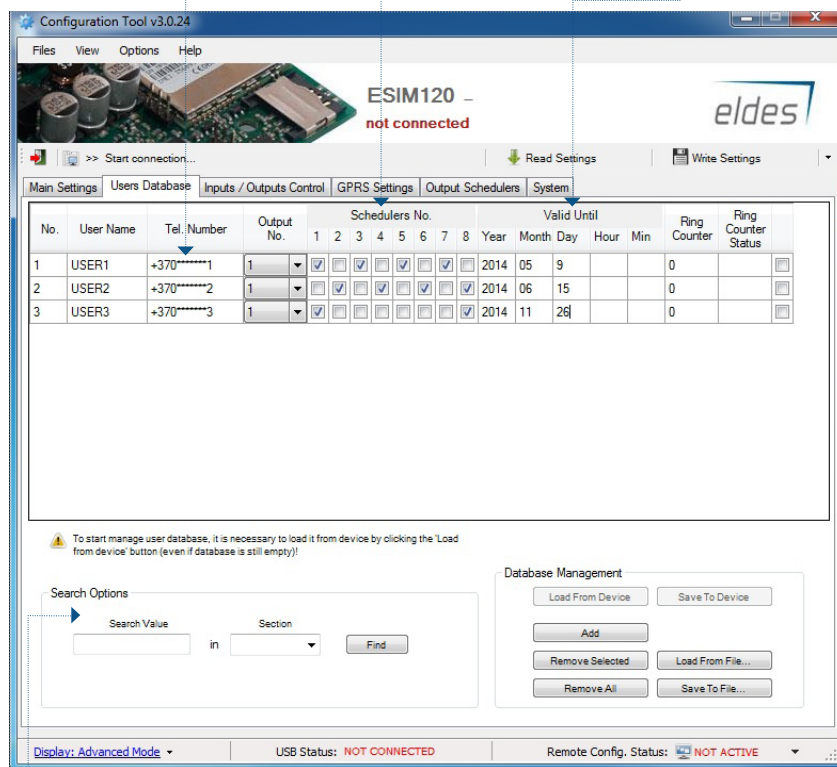 Configuration Tool v3.0.24
Files View Options Help
ESIM120 –
not connected
eldes
>> Start connection... Read Settings Write Settings
Main Settings Users Database Inputs / Outputs Control GPRS Settings Output Schedulers System
No. User Name Tel. Number Output No. Schedulers No. Valid Until Ring Counter Ring Counter Status
1 2 3 4 5 6 7 8 Year Month Day Hour Min
1 USER1 +370*******1 1 2014 05 9 0
2 USER2 +370*******2 1 2014 06 15 0
3 USER3 +370*******3 1 2014 11 26 0
To start manage user database, it is necessary to load it from device by clicking the 'Load
from device' button (even if database is still empty)!
Search Options
Search Value in Section Find
Database Management
Load From Device Save To Device
Add
Remove Selected Load From File...
Remove All Save To File...
Display: Advanced Mode USB Status: NOT CONNECTED Remote Config. Status: NOT ACTIVE